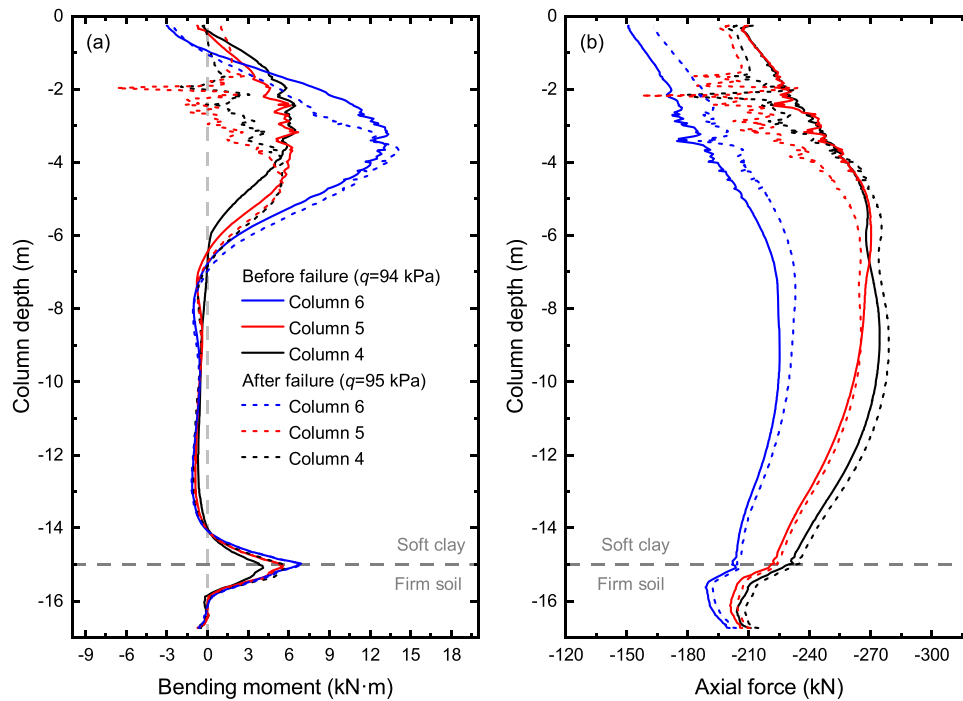 (a)
0
-2
-4
-6
-8
-10
-12
-14
-16
Column depth (m)
-9 -6 -3 0 3 6 9 12 15 18
Bending moment (kN·m)
Before failure (q=94 kPa)
Column 6
Column 5
Column 4
After failure (q=95 kPa)
Column 6
Column 5
Column 4
Soft clay
Firm soil
(b)
0
-2
-4
-6
-8
-10
-12
-14
-16
Column depth (m)
Soft clay
Firm soil
-120 -150 -180 -210 -240 -270 -300
Axial force (kN)